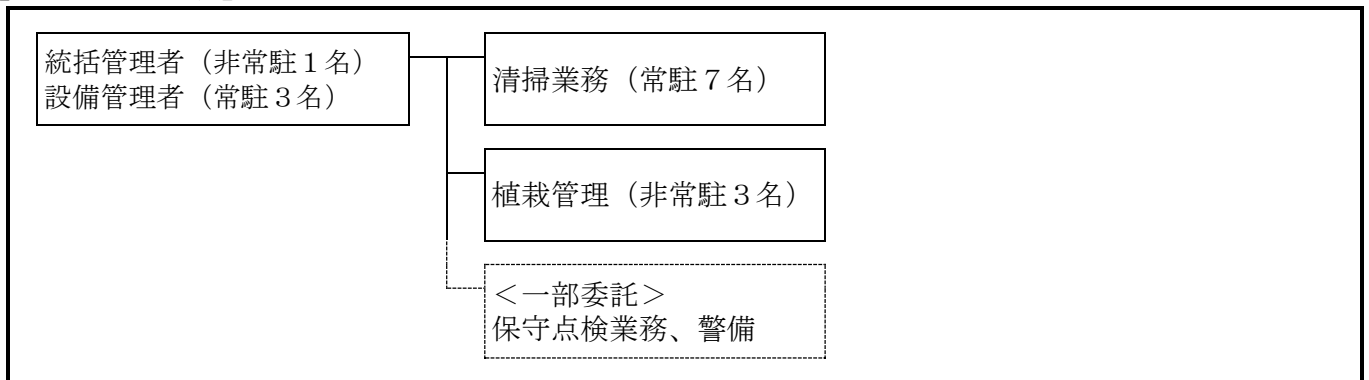 統括管理者（非常駐１名）
設備管理者（常駐３名）
清掃業務（常駐７名）
植栽管理（非常駐３名）
＜一部委託＞
保守点検業務、警備